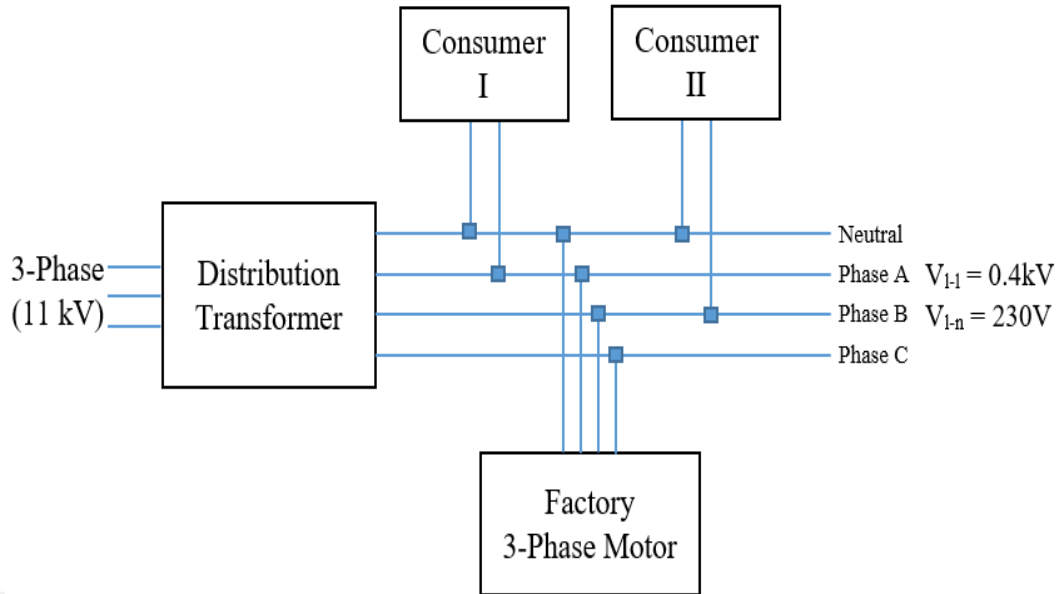 Consumer
I
Consumer
II
3-Phase
(11 kV)
Distribution
Transformer
Neutral
Phase A
V1-1 = 0.4kV
Phase B
V1-n = 230V
Phase C
Factory
3-Phase Motor